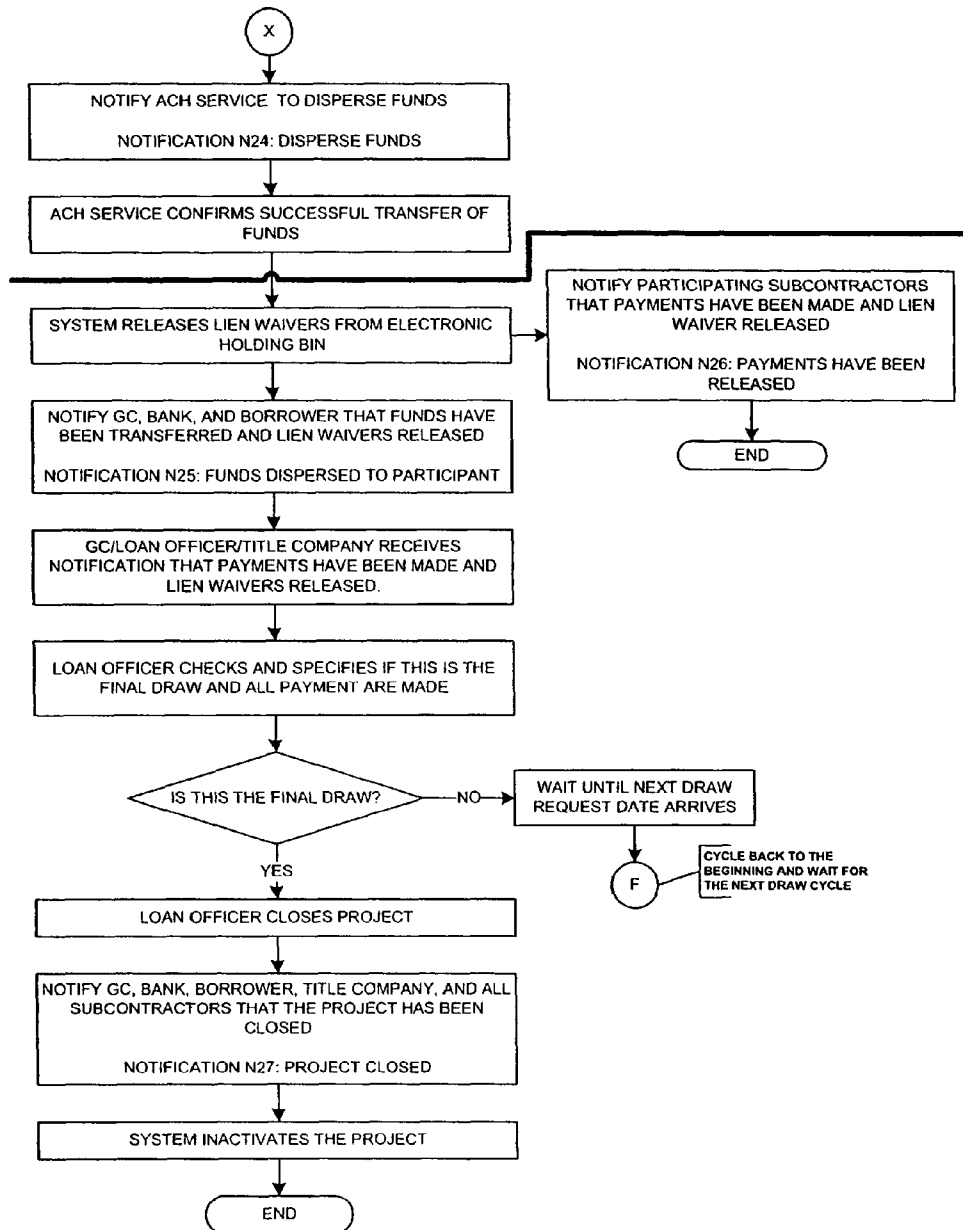 X
NOTIFY ACH SERVICE TO DISPERSE FUNDS
NOTIFICATION N24: DISPERSE FUNDS
ACH SERVICE CONFIRMS SUCCESSFUL TRANSFER OF
FUNDS
SYSTEM RELEASES LIEN WAIVERS FROM ELECTRONIC
HOLDING BIN
NOTIFY PARTICIPATING SUBCONTRACTORS
THAT PAYMENTS HAVE BEEN MADE AND LIEN
WAIVER RELEASED
NOTIFICATION N26: PAYMENTS HAVE BEEN
RELEASED
END
NOTIFY GC, BANK, AND BORROWER THAT FUNDS HAVE
BEEN TRANSFERRED AND LIEN WAIVERS RELEASED
NOTIFICATION N25: FUNDS DISPERSED TO PARTICIPANT
GC/LOAN OFFICER/TITLE COMPANY RECEIVES
NOTIFICATION THAT PAYMENTS HAVE BEEN MADE AND
LIEN WAIVERS RELEASED.
LOAN OFFICER CHECKS AND SPECIFIES IF THIS IS THE
FINAL DRAW AND ALL PAYMENT ARE MADE
IS THIS THE FINAL DRAW?
NO
WAIT UNTIL NEXT DRAW
REQUEST DATE ARRIVES
F
CYCLE BACK TO THE
BEGINNING AND WAIT FOR
THE NEXT DRAW CYCLE
YES
LOAN OFFICER CLOSES PROJECT
NOTIFY GC, BANK, BORROWER, TITLE COMPANY, AND ALL
SUBCONTRACTORS THAT THE PROJECT HAS BEEN
CLOSED
NOTIFICATION N27: PROJECT CLOSED
SYSTEM INACTIVATES THE PROJECT
END